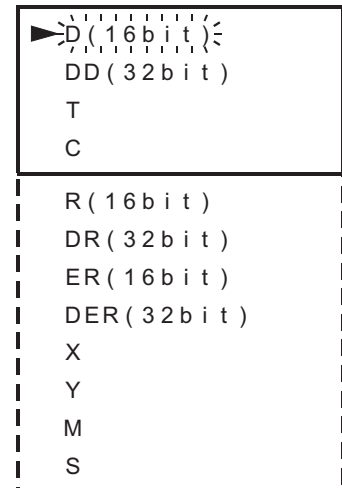 D(16bit)
DD(32bit)
T
C
R(16bit)
DR(32bit)
ER(16bit)
DER(32bit)
X
Y
M
S